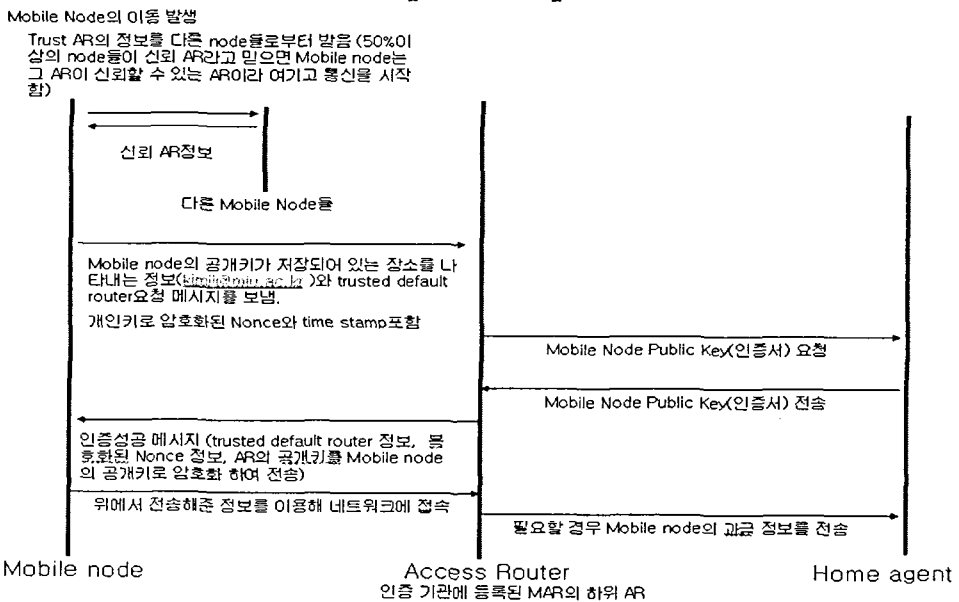 Mobile Node의 이동 발생
Trust AR의 정보를 다른 node들로부터 받음 (50%이
상의 node들이 신뢰 AR라고 믿으면 Mobile node는
그 AR이 신뢰할 수 있는 AR이라 여기고 통신을 시작
함)
신뢰 AR정보
다른 Mobile Node들
Mobile node의 공개키가 저장되어 있는 장소를 나
타내는 정보( )와 trusted default
router요청 메시지를 보냄.
개인키로 암호화된 Nonce와 time stamp포함
Mobile Node Public Key(인증서) 요청
Mobile Node Public Key(인증서) 전송
인증성공 메시지 (trusted default router 정보, 복
호화된 Nonce 정보, AR의 공개키를 Mobile node
의 공개키로 암호화 하여 전송)
위에서 전송해준 정보를 이용해 네트워크에 접속
필요할 경우 Mobile node의 과금 정보를 전송
Mobile node
Access Router
Home agent
인증 기관에 등록된 MAR의 하위 AR